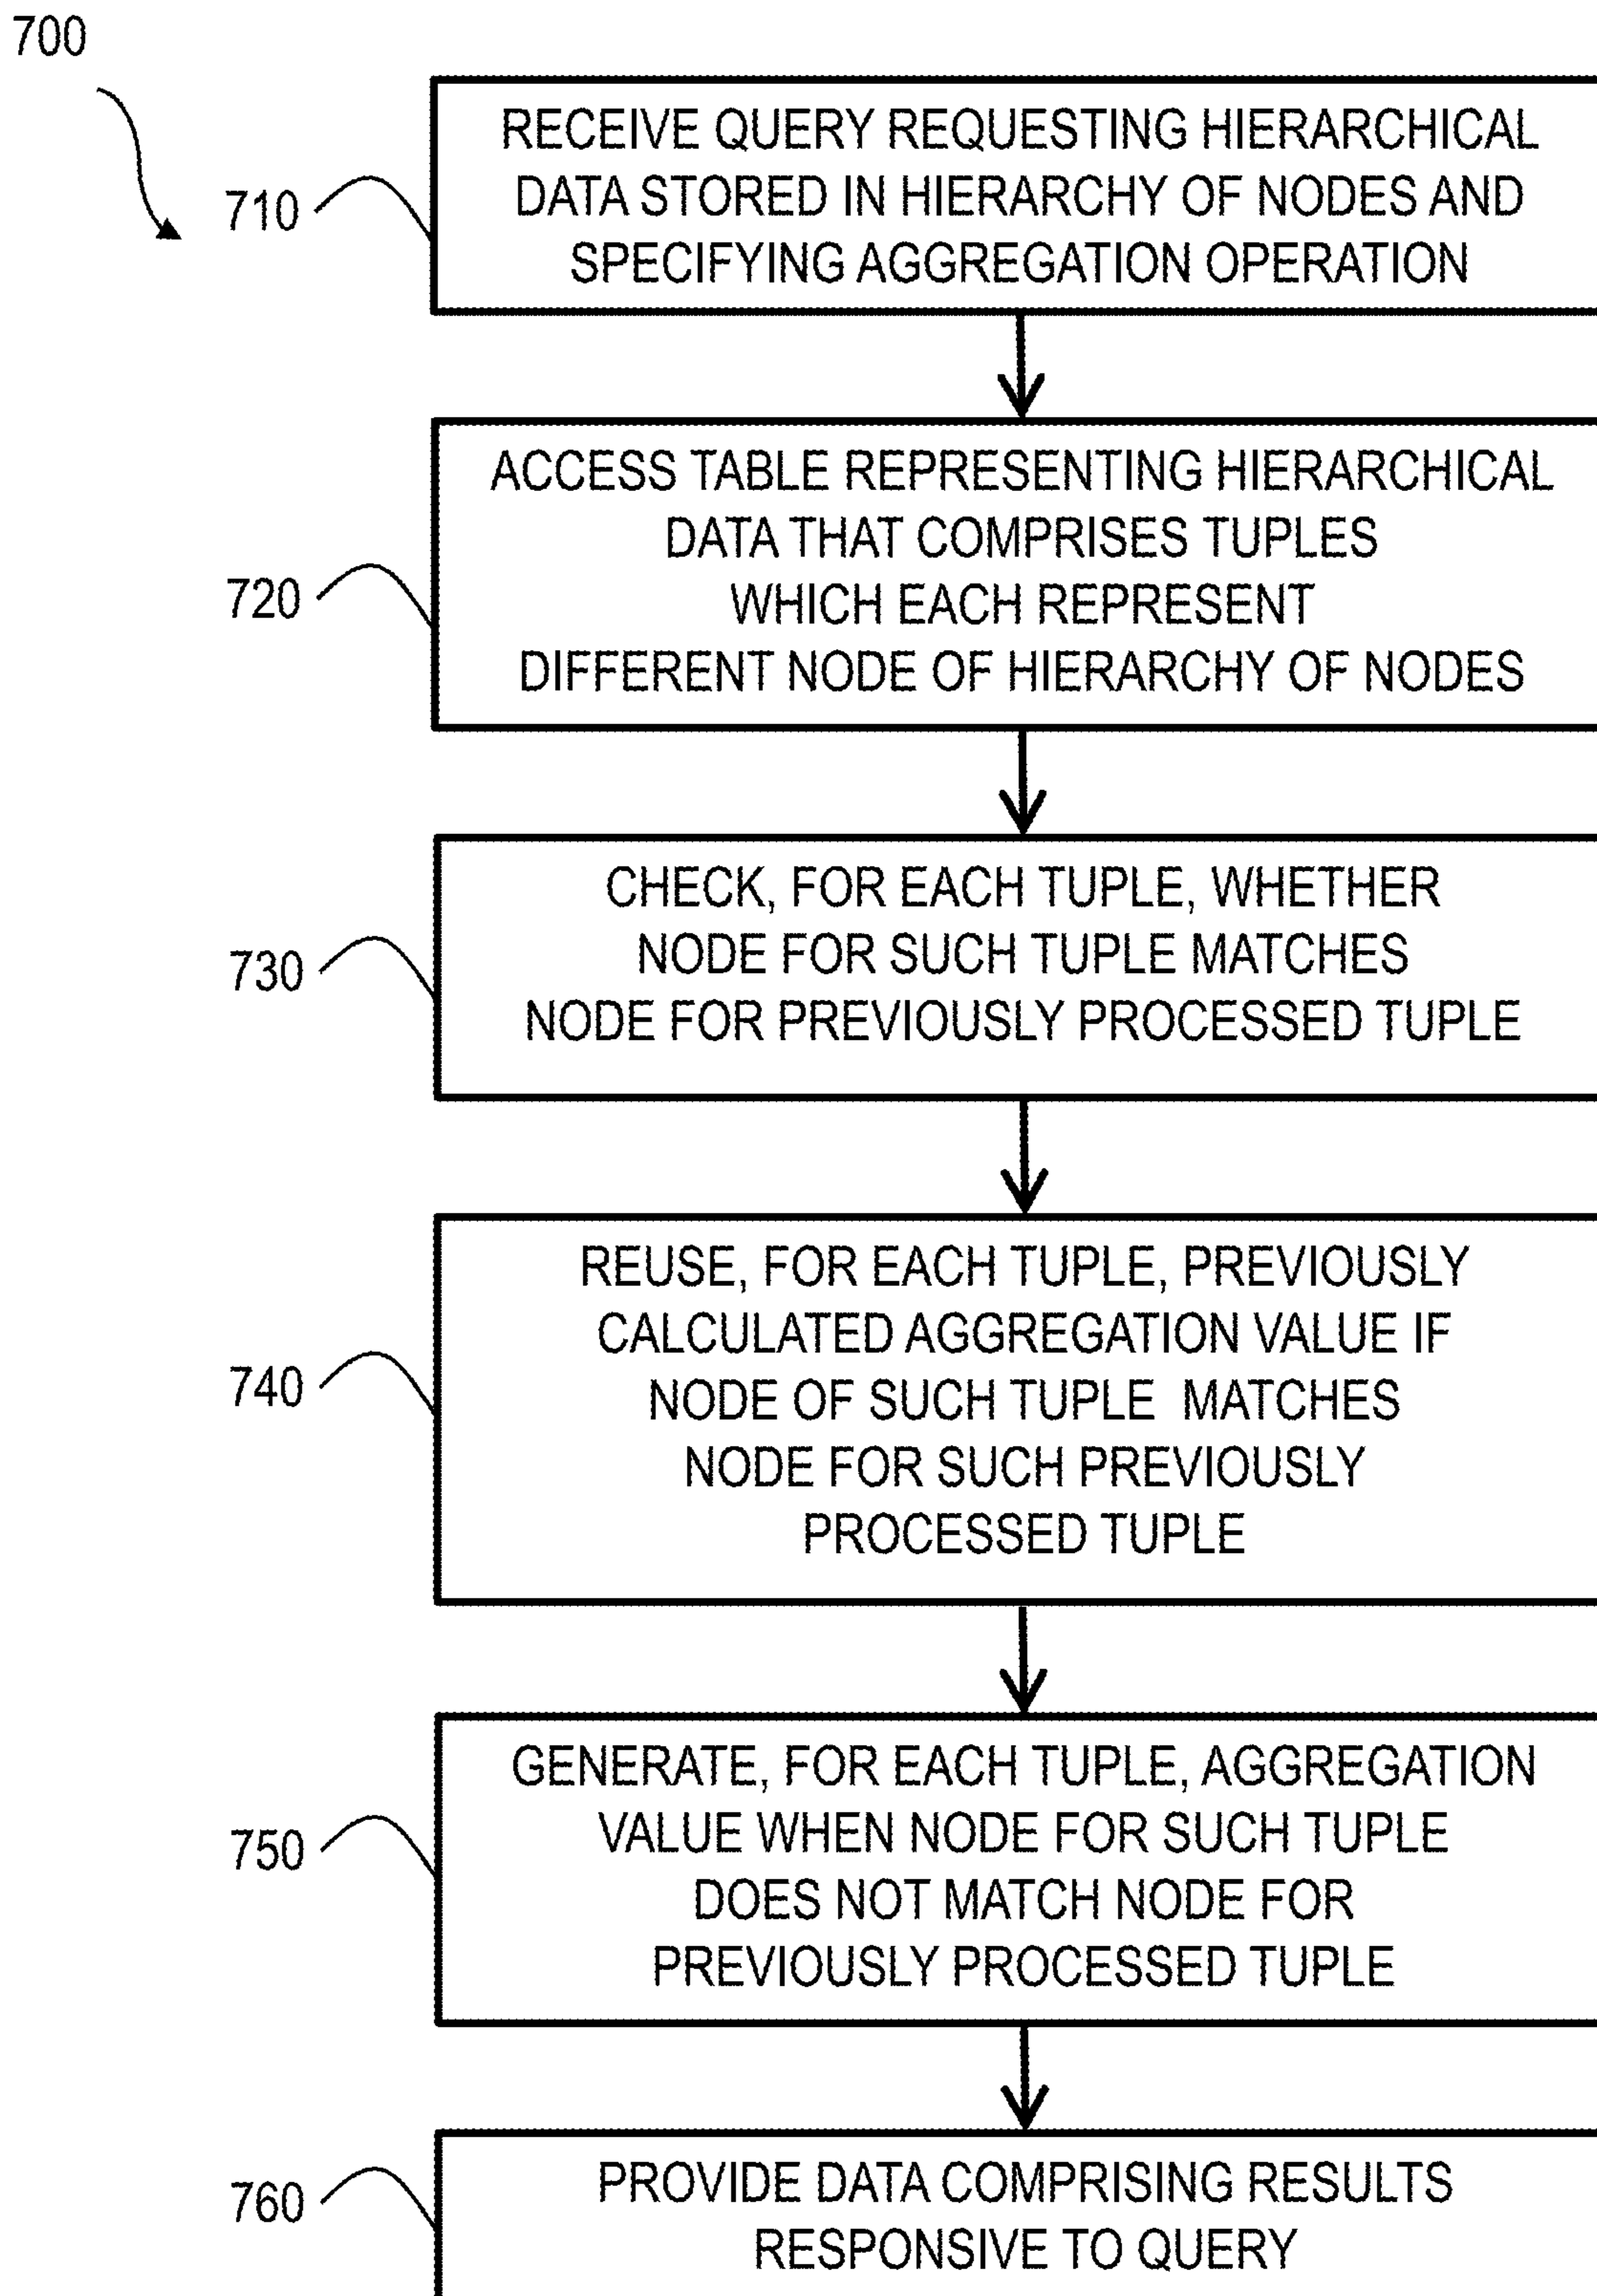 700
710
RECEIVE QUERY REQUESTING HIERARCHICAL
DATA STORED IN HIERARCHY OF NODES AND
SPECIFYING AGGREGATION OPERATION
720
ACCESS TABLE REPRESENTING HIERARCHICAL
DATA THAT COMPRISES TUPLES
WHICH EACH REPRESENT
DIFFERENT NODE OF HIERARCHY OF NODES
730
CHECK, FOR EACH TUPLE, WHETHER
NODE FOR SUCH TUPLE MATCHES
NODE FOR PREVIOUSLY PROCESSED TUPLE
740
REUSE, FOR EACH TUPLE, PREVIOUSLY
CALCULATED AGGREGATION VALUE IF
NODE OF SUCH TUPLE MATCHES
NODE FOR SUCH PREVIOUSLY
PROCESSED TUPLE
750
GENERATE, FOR EACH TUPLE, AGGREGATION
VALUE WHEN NODE FOR SUCH TUPLE
DOES NOT MATCH NODE FOR
PREVIOUSLY PROCESSED TUPLE
760
PROVIDE DATA COMPRISING RESULTS
RESPONSIVE TO QUERY